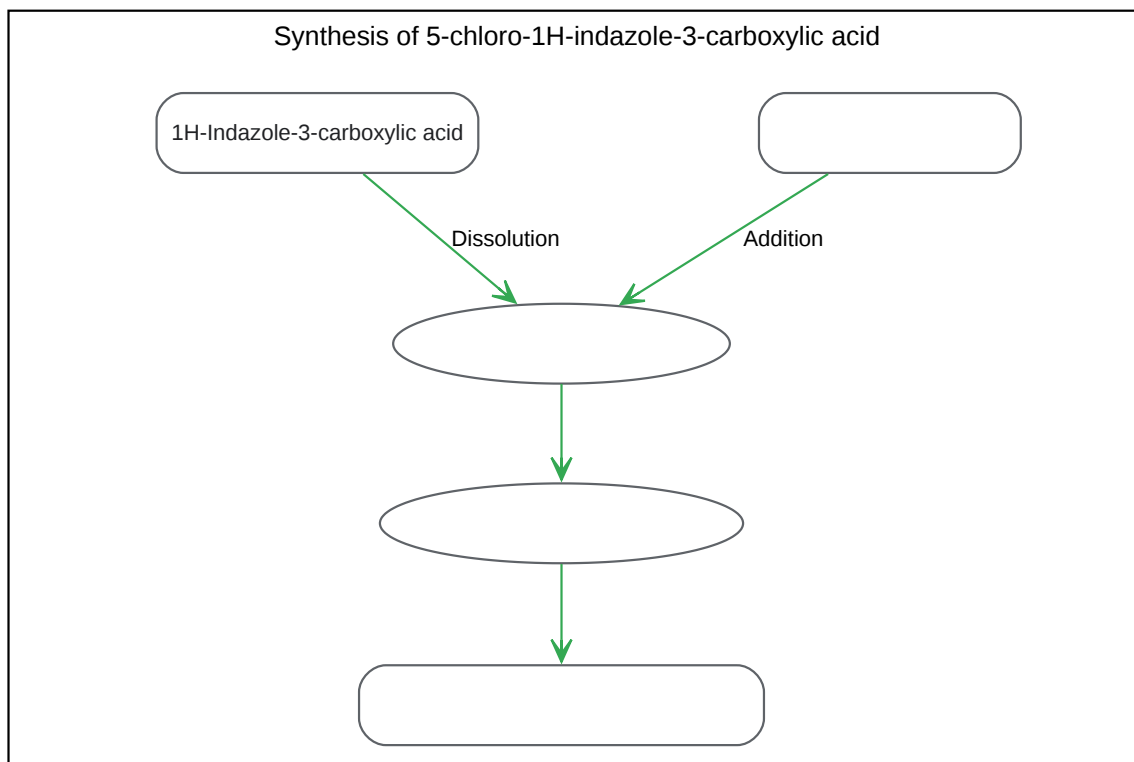 Synthesis of 5-chloro-1H-indazole-3-carboxylic acid
1H-Indazole-3-carboxylic acid
Dissolution
Addition